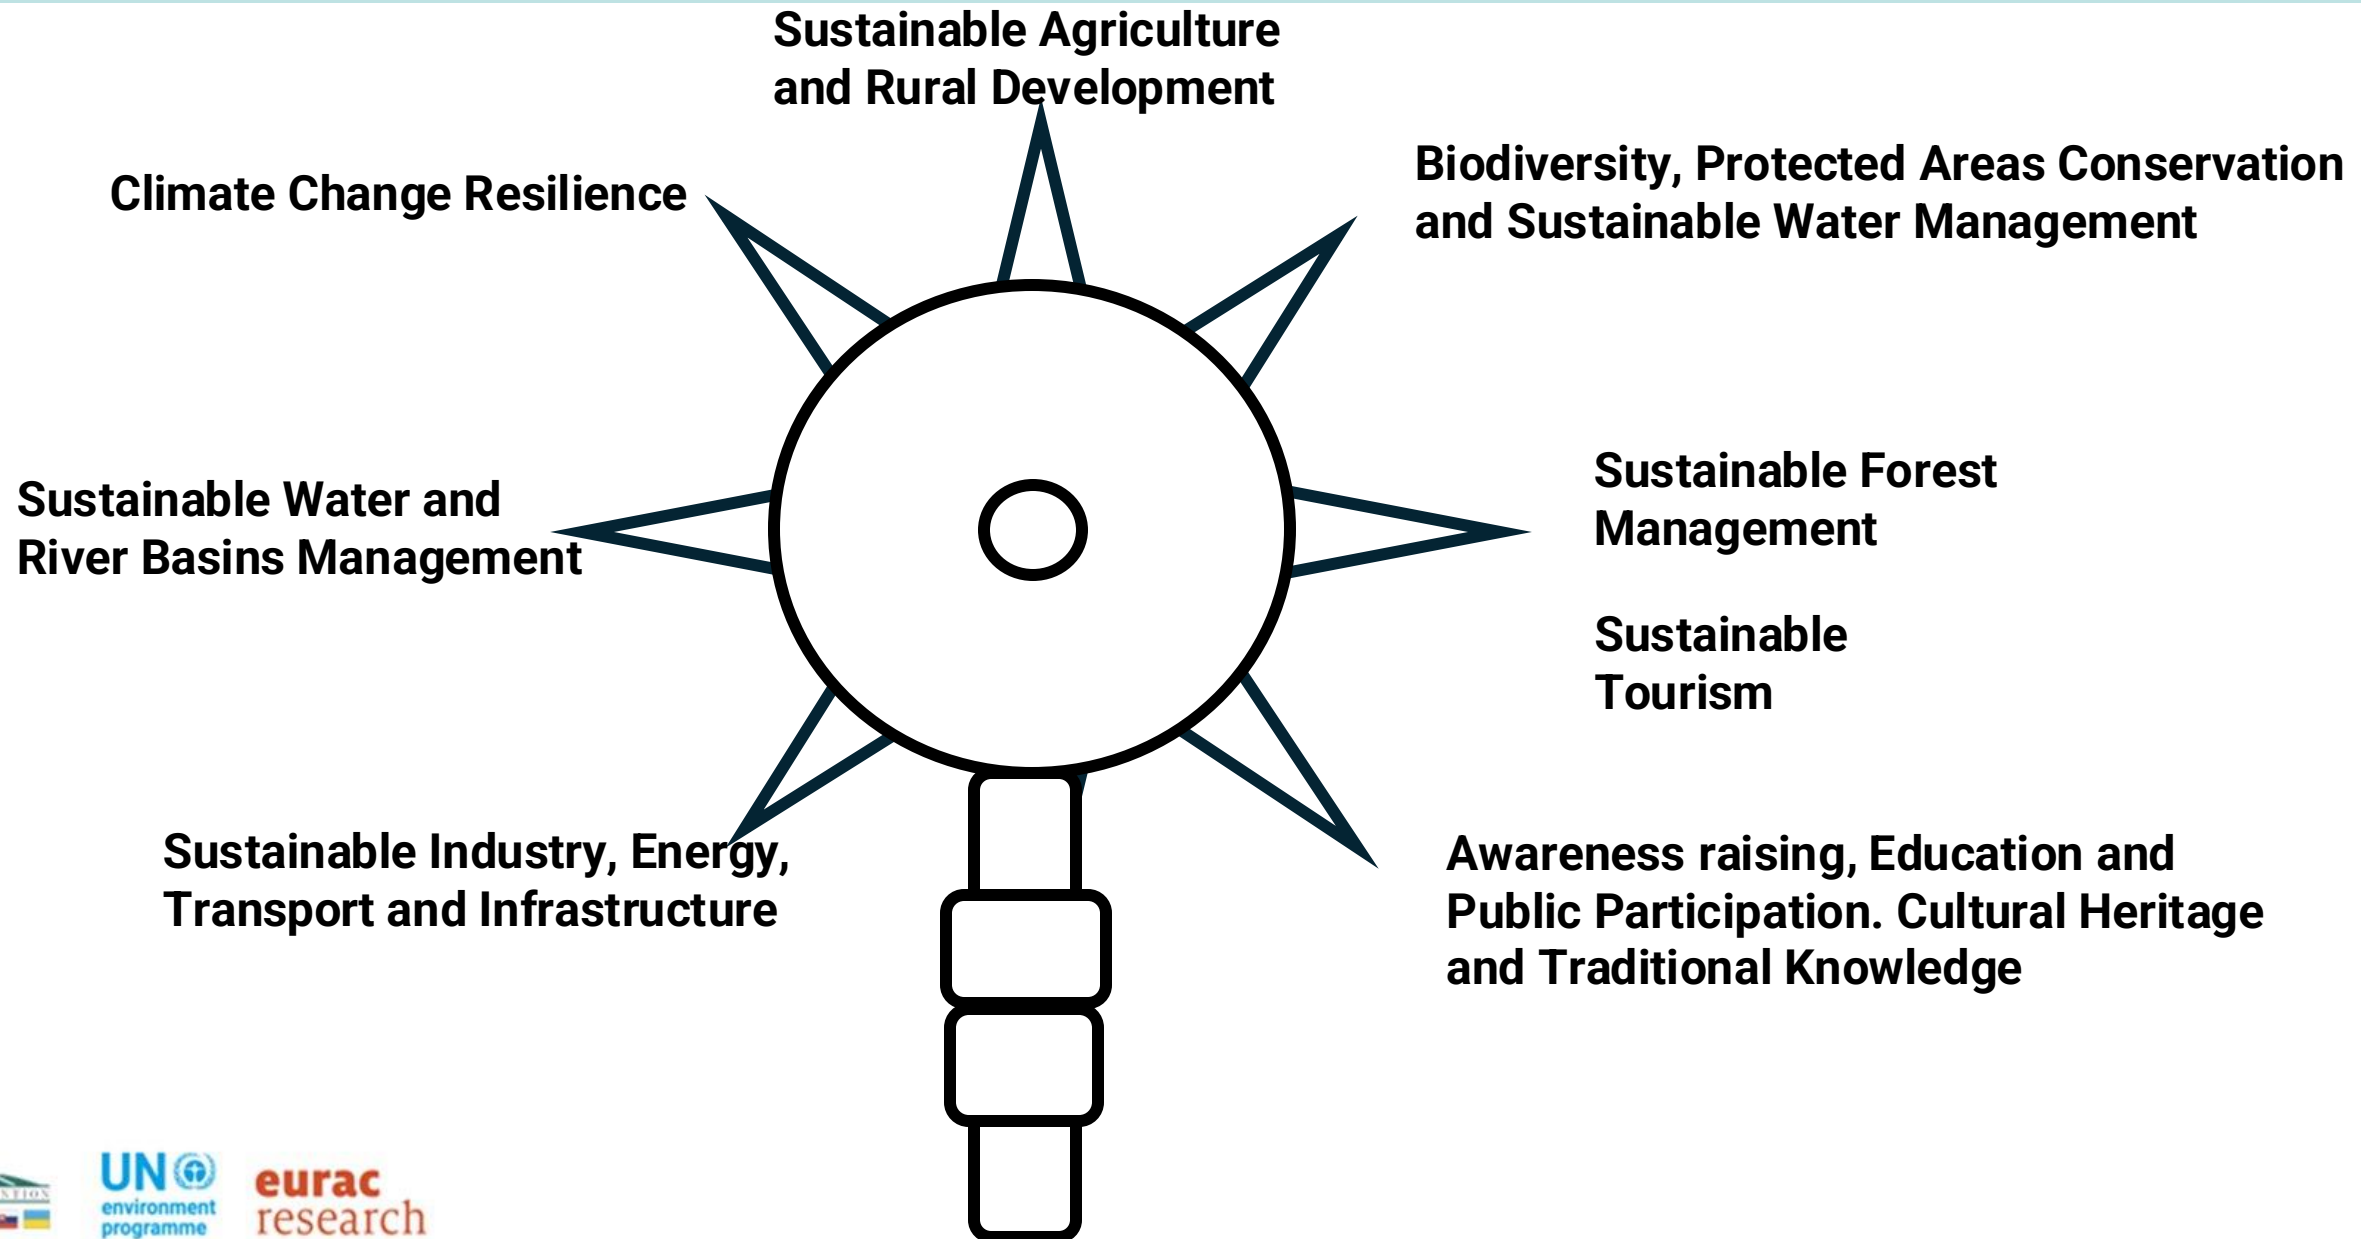 Sustainable Agriculture
and Rural Development
Climate Change Resilience
Biodiversity, Protected Areas Conservation
and Sustainable Water Management
Sustainable Water and
River Basins Management
Sustainable Forest
Management
Sustainable
Tourism
Sustainable Industry, Energy,
Transport and Infrastructure
Awareness raising, Education and
Public Participation. Cultural Heritage
and Traditional Knowledge
UN
environment
programme
eurac
research